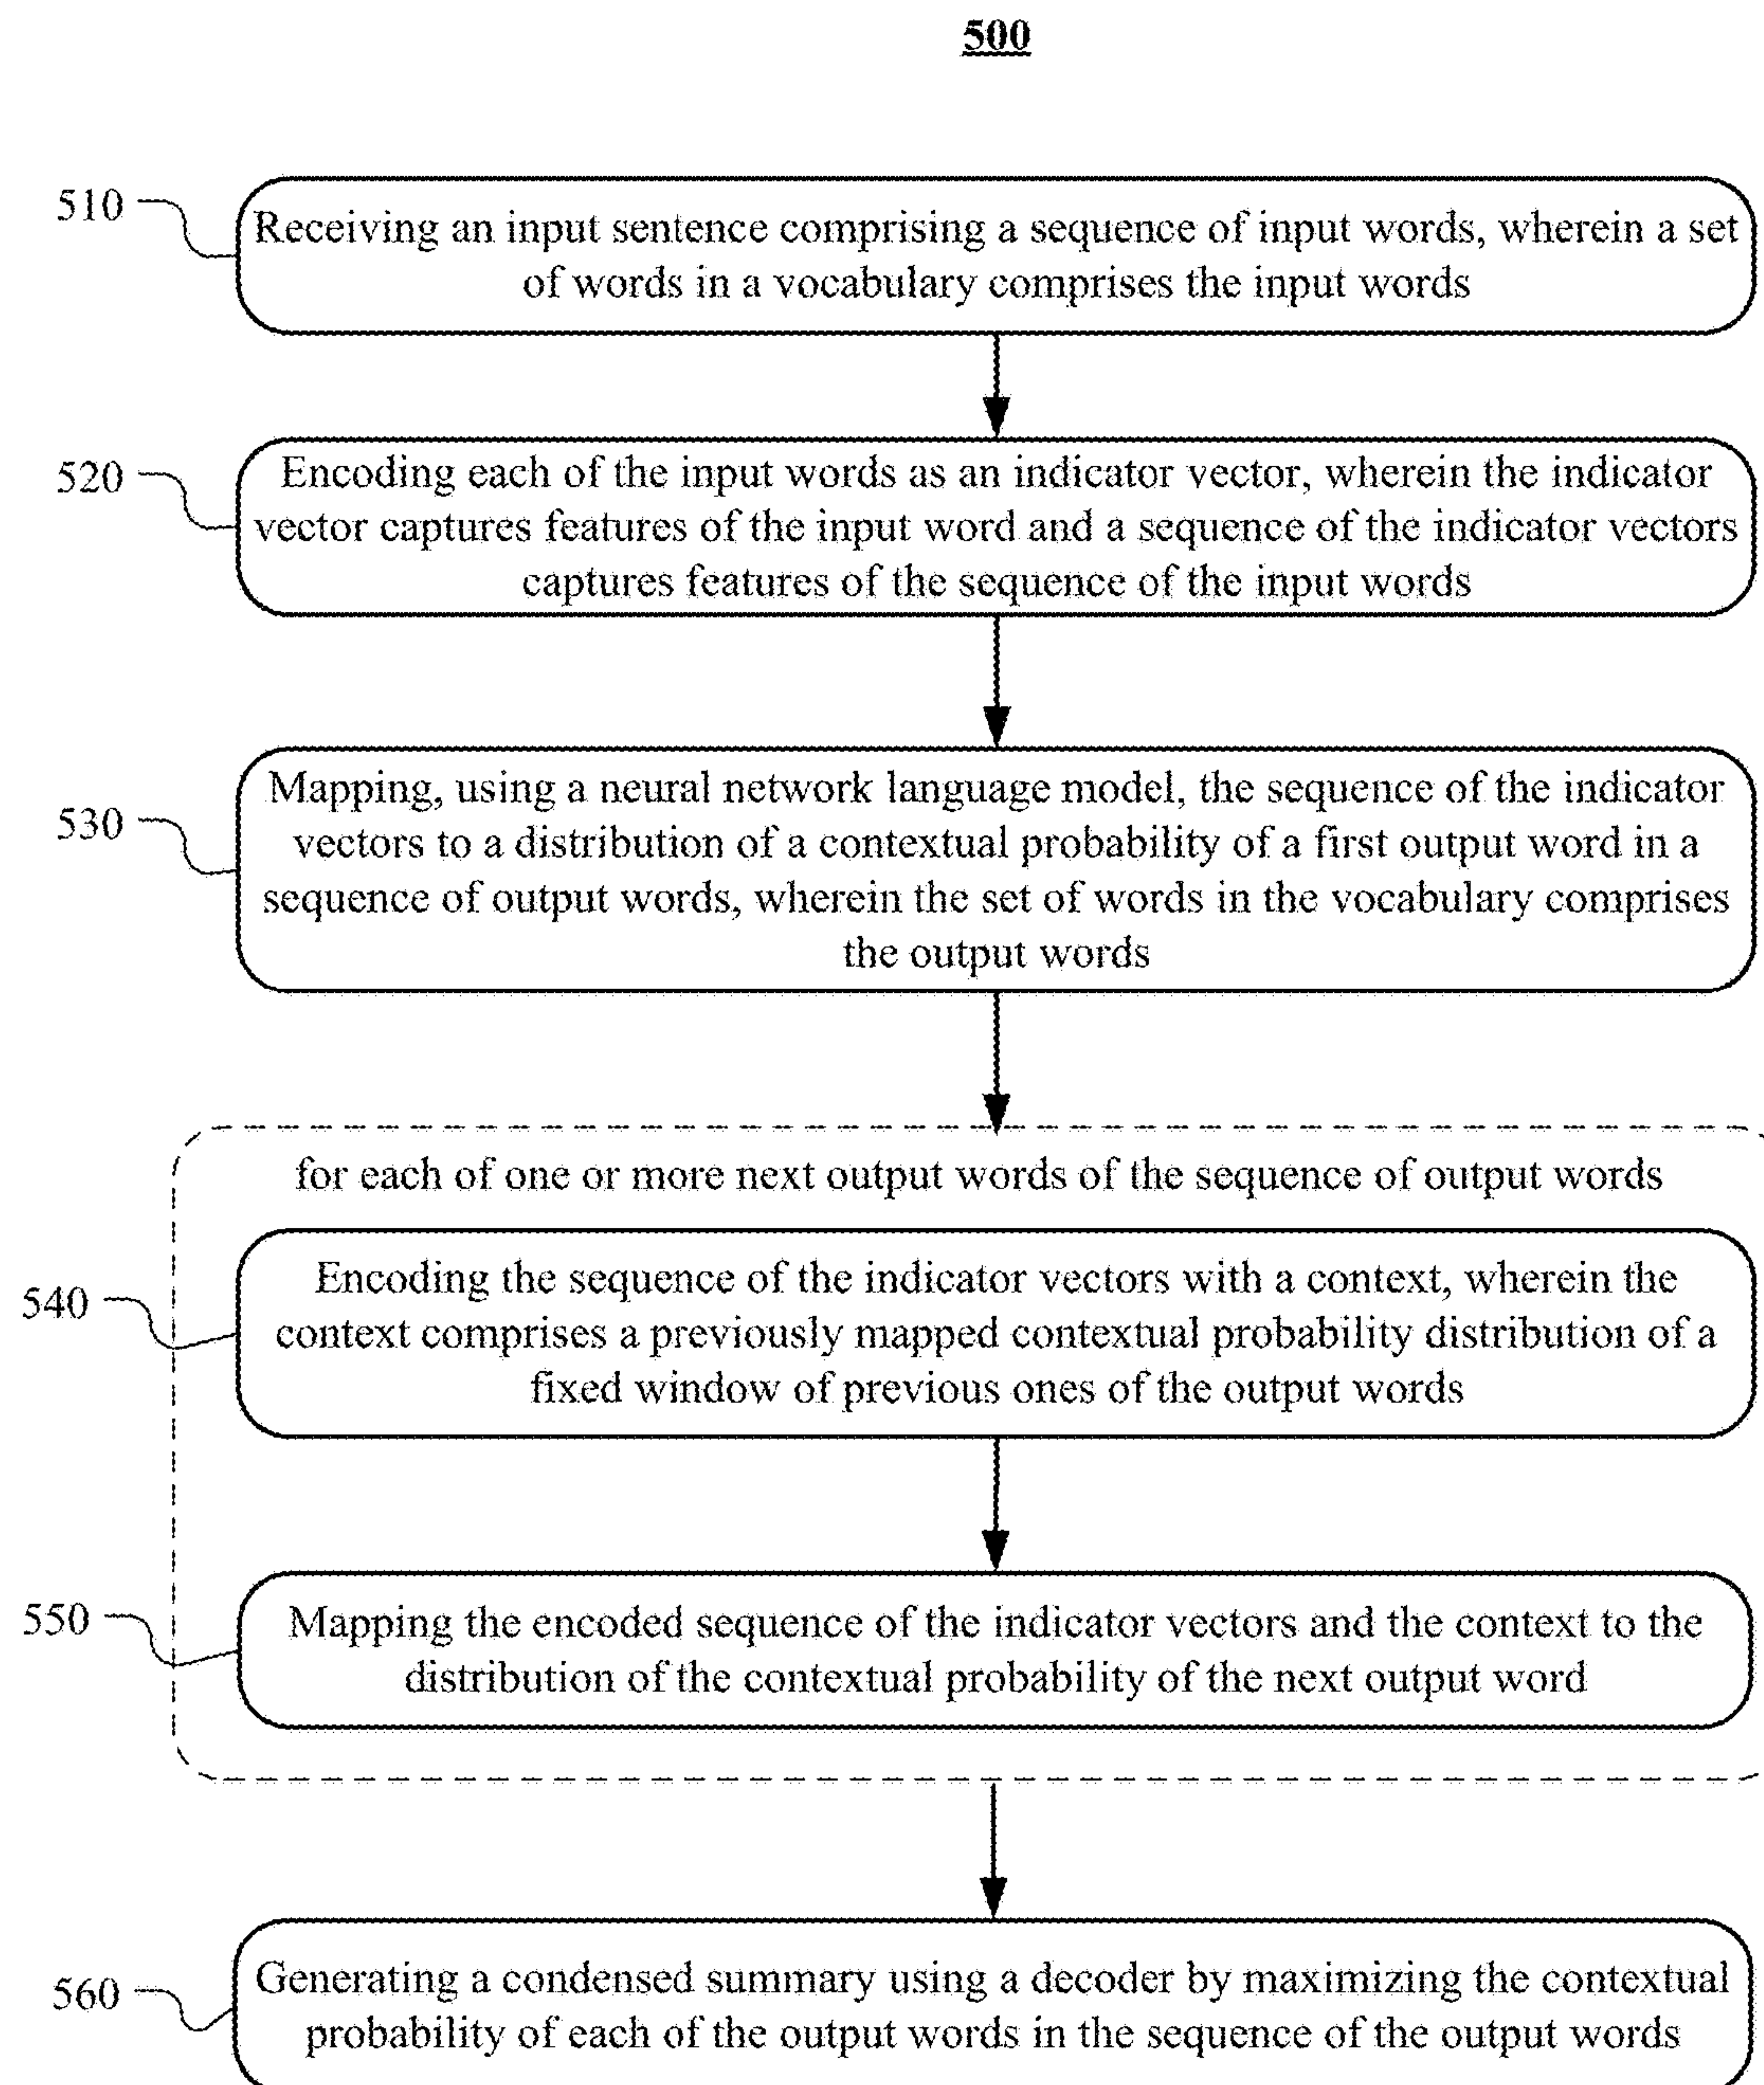 500
510
Receiving an input sentence comprising a sequence of input words, wherein a set
of words in a vocabulary comprises the input words
520
Encoding each of the input words as an indicator vector, wherein the indicator
vector captures features of the input word and a sequence of the indicator vectors
captures features of the sequence of the input words
530
Mapping, using a neural network language model, the sequence of the indicator
vectors to a distribution of a contextual probability of a first output word in a
sequence of output words, wherein the set of words in the vocabulary comprises
the output words
for each of one or more next output words of the sequence of output words
540
Encoding the sequence of the indicator vectors with a context, wherein the
context comprises a previously mapped contextual probability distribution of a
fixed window of previous ones of the output words
550
Mapping the encoded sequence of the indicator vectors and the context to the
distribution of the contextual probability of the next output word
560
Generating a condensed summary using a decoder by maximizing the contextual
probability of each of the output words in the sequence of the output words